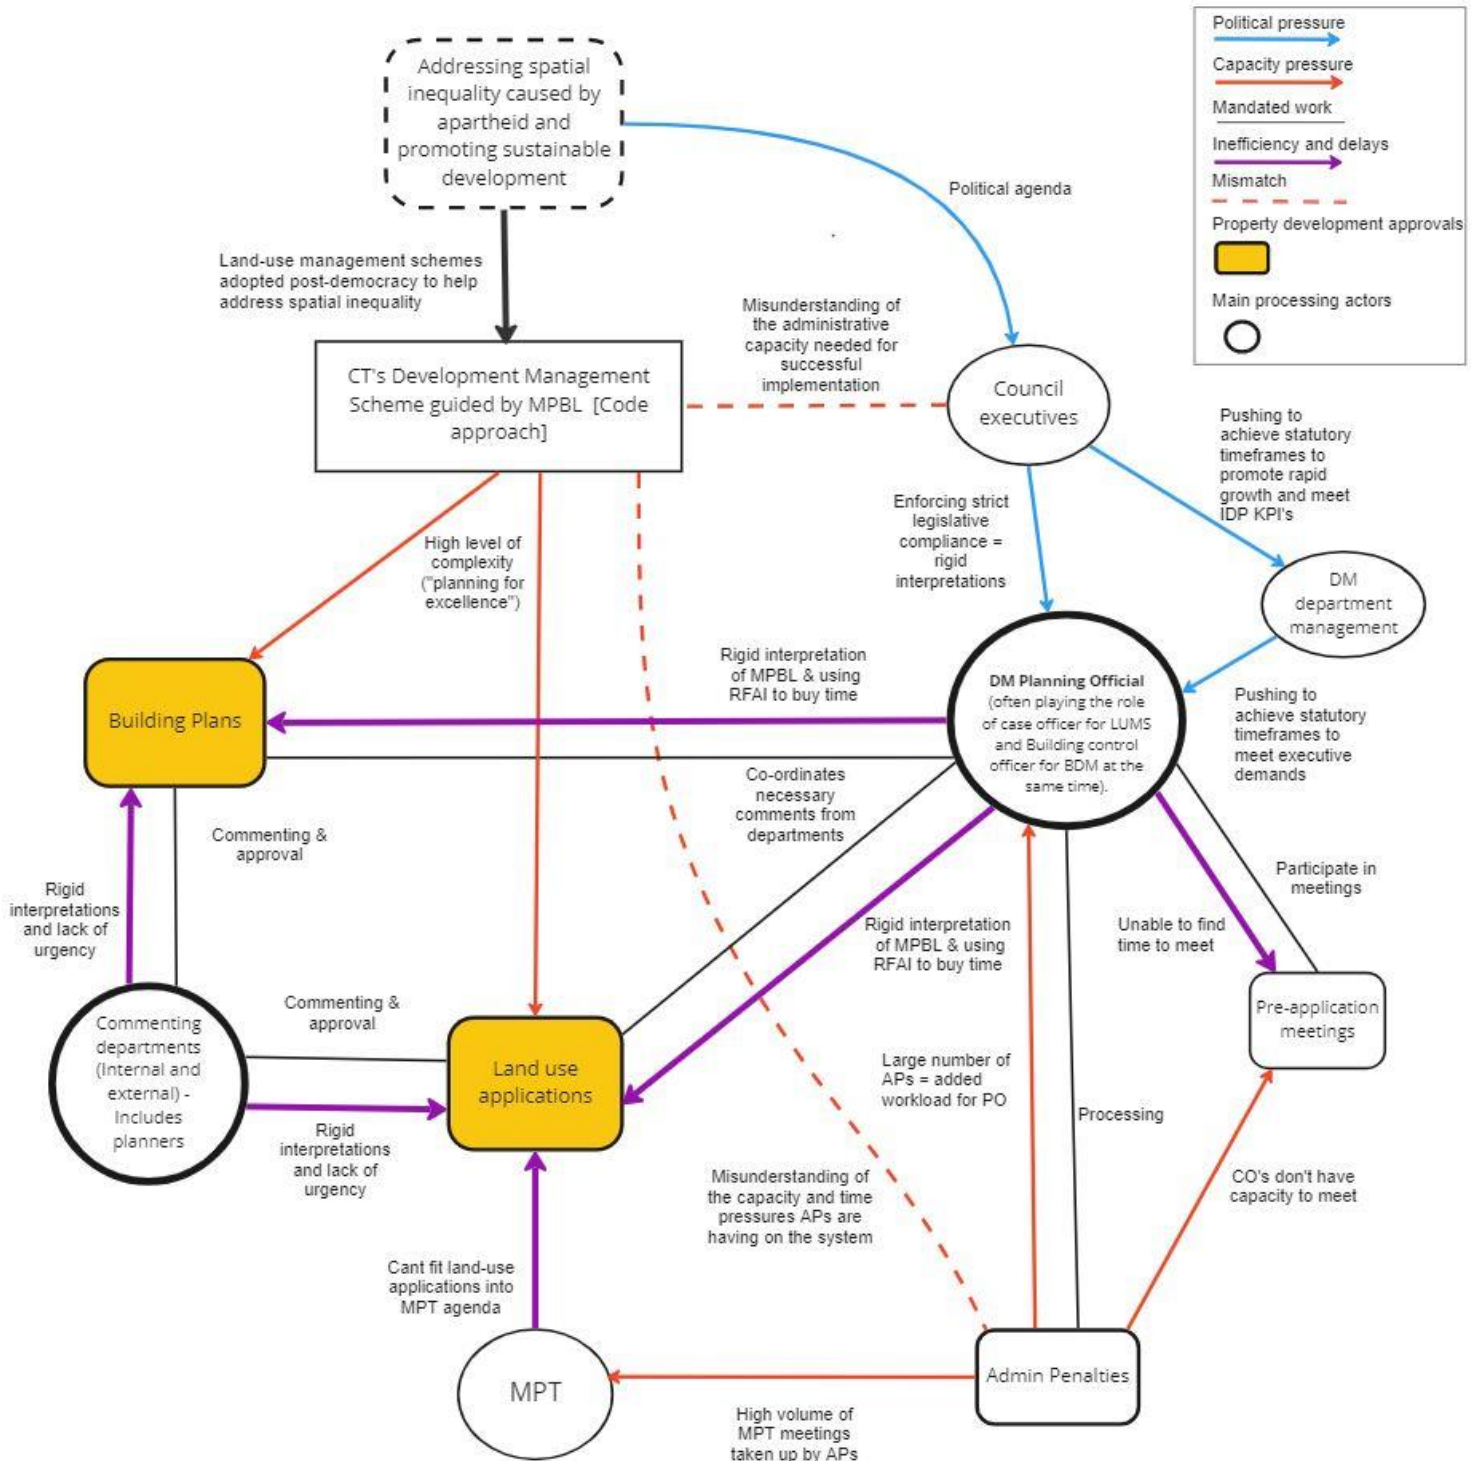 Political pressure
Capacity pressure
Mandated work
Inefficiency and delays
Mismatch
Property development approvals
Main processing actors
Addressing spatial
inequality caused by
apartheid and
promoting sustainable
development
Political agenda
Land-use management schemes
adopted post-democracy to help
address spatial inequality
Misunderstanding of
the administrative
capacity needed for
successful
implementation
CT's Development Management
Scheme guided by MPBL [Code
approach]
Council
executives
Pushing to
achieve statutory
timeframes to
promote rapid
growth and meet
IDP KPI's
Enforcing strict
legislative
compliance =
rigid
interpretations
High level of
complexity
("planning for
excellence")
DM
department
management
Rigid interpretation
of MPBL & using
RFAI to buy time
DM Planning Official
(often playing the role
of case officer for LUMS
and Building control
officer for BDM at the
same time).
Building Plans
Pushing to
achieve statutory
timeframes to
meet executive
demands
Co-ordinates
necessary
comments from
departments
Commenting &
approval
Participate in
meetings
Rigid
interpretations
and lack of
urgency
Rigid interpretation
of MPBL & using
RFAI to buy time
Unable to find
time to meet
Commenting &
approval
Pre-application
meetings
Commenting
departments
(Internal and
external) -
Includes
planners
Land use
applications
Large number of
APs = added
workload for PO
Processing
Rigid
interpretations
and lack of
urgency
Misunderstanding of
the capacity and time
pressures APs are
having on the system
CO's don't have
capacity to meet
Cant fit land-use
applications into
MPT agenda
MPT
Admin Penalties
High volume of
MPT meetings
taken up by APs